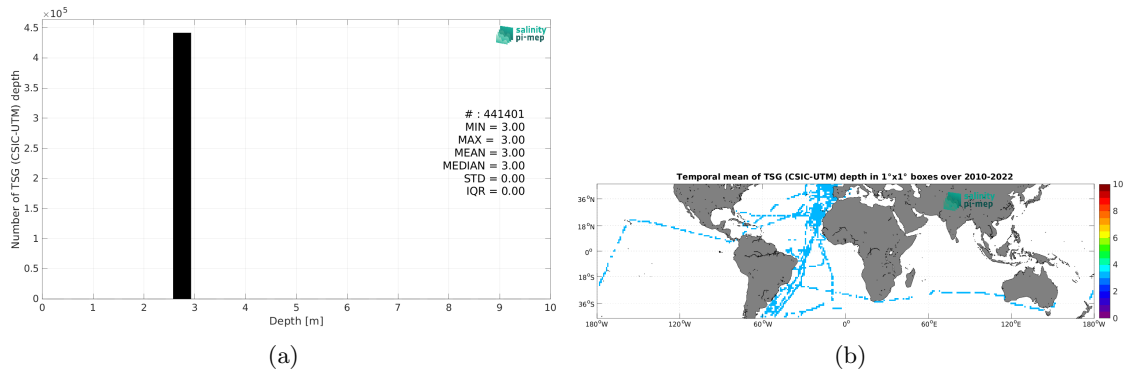 ×10⁵
4.5
4
3.5
3
2.5
2
1.5
1
0.5
0
Number of TSG (CSIC-UTM) depth
salinity
pi-mep
# : 441401
MIN = 3.00
MAX = 3.00
MEAN = 3.00
MEDIAN = 3.00
STD = 0.00
IQR = 0.00
0 1 2 3 4 5 6 7 8 9 10
Depth [m]
(a)
Temporal mean of TSG (CSIC-UTM) depth in 1°x1° boxes over 2010-2022
salinity
pi-mep
36°N
18°N
0°
18°S
36°S
180°W 120°W 60°W 0° 60°E 120°E 180°W
10
8
6
4
2
0
(b)